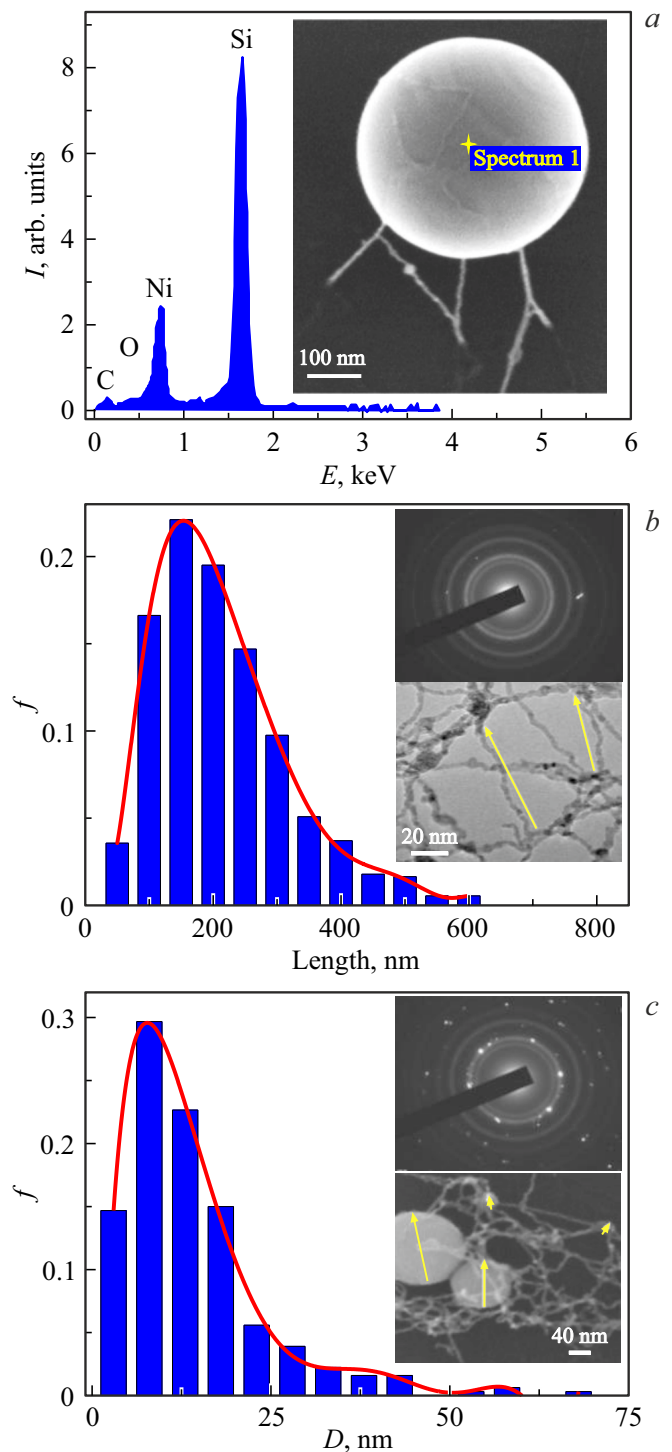 a
Si
8
6
4
2
0
I, arb. units
Ni
O
C
Spectrum 1
100 nm
0 1 2 3 4 5 6
E, keV
b
0.2
0.1
0
f
20 nm
0 200 400 600 800
Length, nm
c
0.3
0.2
0.1
0
f
40 nm
0 25 50 75
D, nm